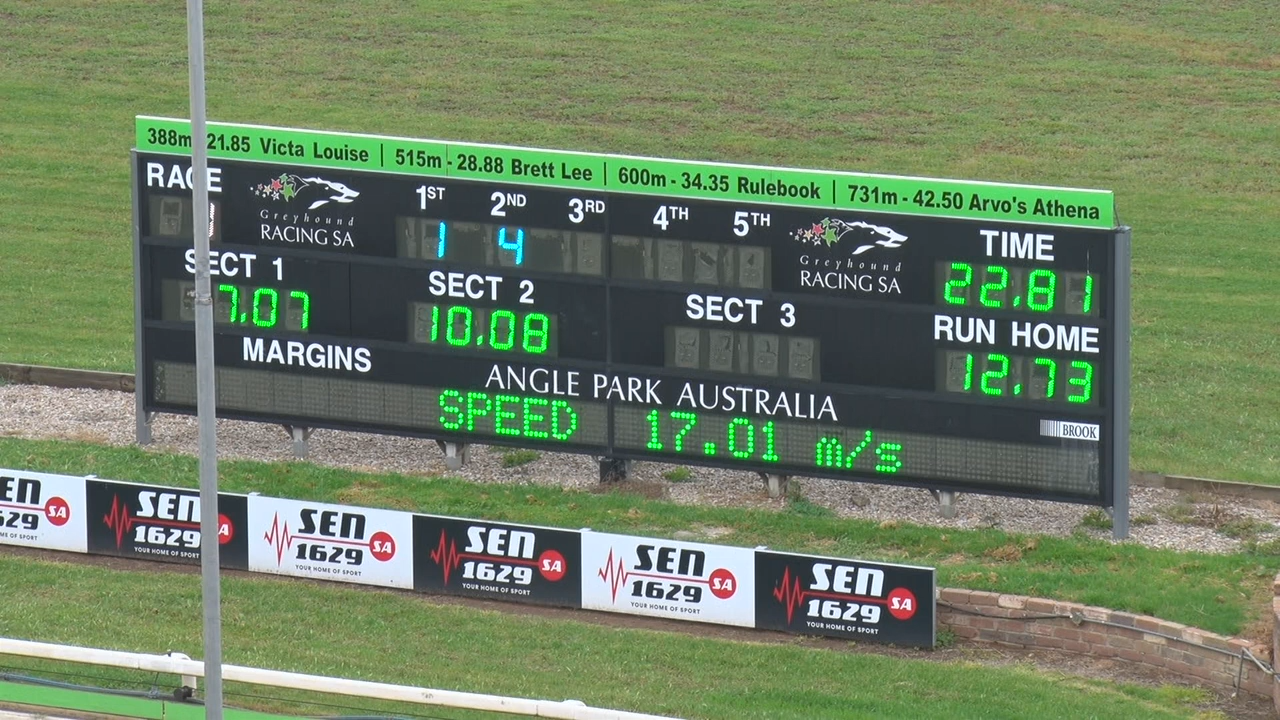 388m-21.85 Victa Louise | 515m - 28.88 Brett Lee | 600m - 34.35 Rulebook | 731m - 42.50 Arvo's Athena
RACE
Greyhound
RACING SA
1ST 2ND 3RD 4TH 5TH
1 4
Greyhound
RACING SA
TIME
22.81
SECT 1
7.07
SECT 2
10.08
SECT 3
RUN HOME
12.73
MARGINS
ANGLE PARK AUSTRALIA
SPEED 17.01 m/s
BROOK
SEN
1629 SA
YOUR HOME OF SPORT
SEN
1629 SA
YOUR HOME OF SPORT
SEN
1629 SA
YOUR HOME OF SPORT
SEN
1629 SA
YOUR HOME OF SPORT
SEN
1629 SA
YOUR HOME OF SPORT